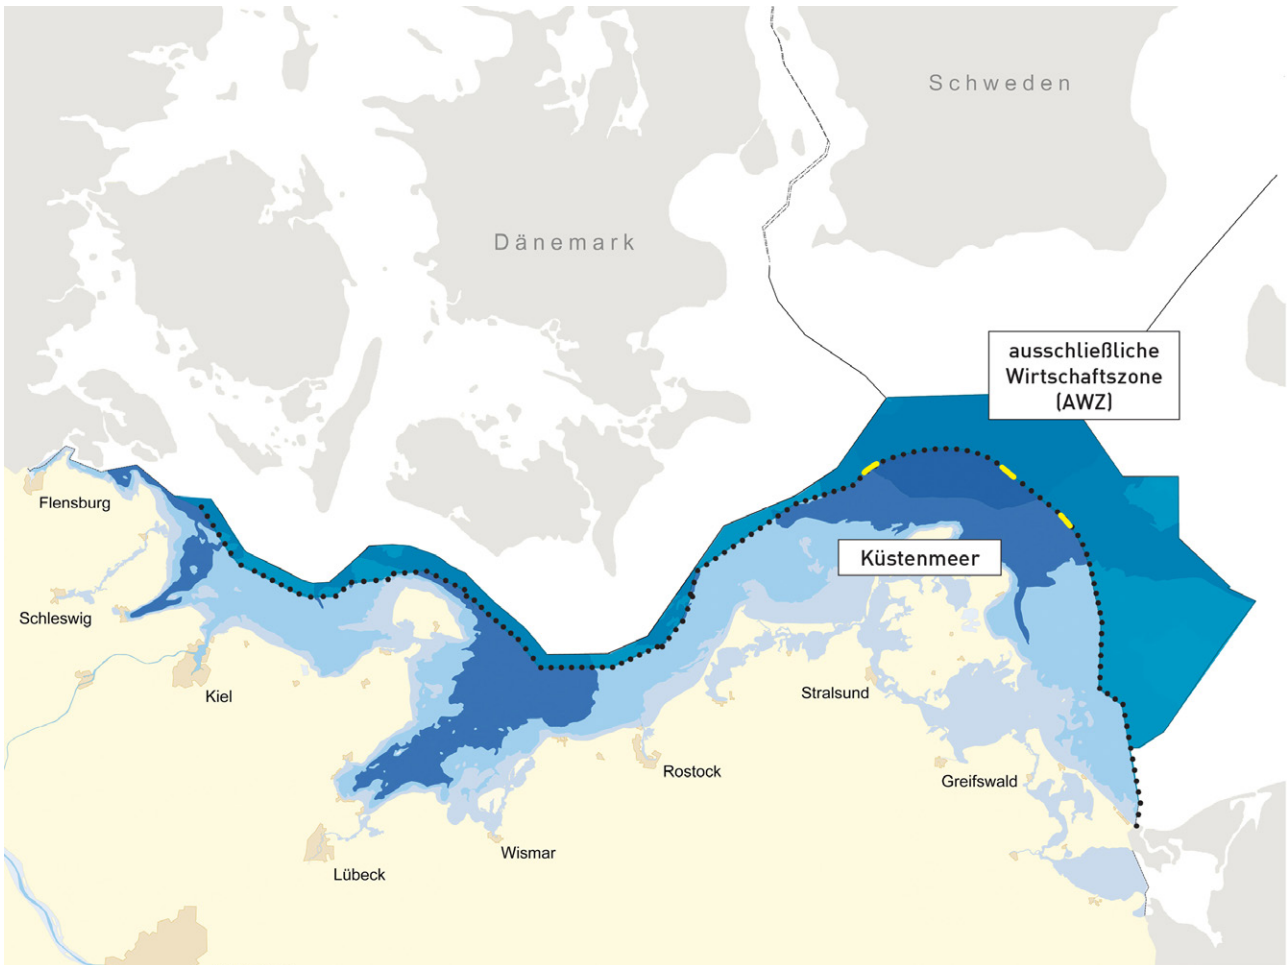 Schweden
Dänemark
ausschließliche
Wirtschaftszone
(AWZ)
Flensburg
Küstenmeer
Schleswig
Kiel
Stralsund
Rostock
Greifswald
Wismar
Lübeck